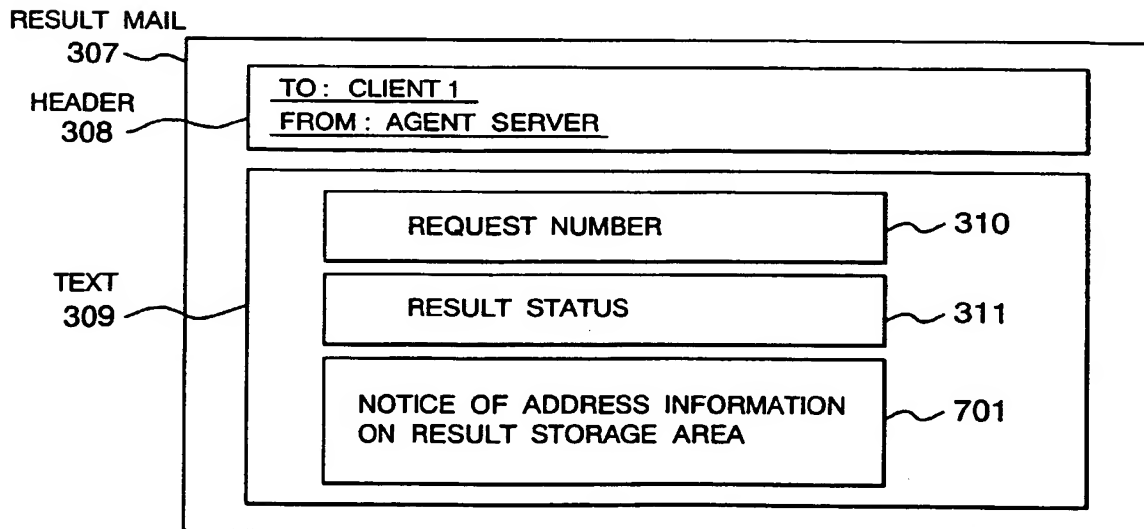 RESULT MAIL
307
HEADER
308
TO : CLIENT 1
FROM : AGENT SERVER
TEXT
309
REQUEST NUMBER
310
RESULT STATUS
311
NOTICE OF ADDRESS INFORMATION
ON RESULT STORAGE AREA
701